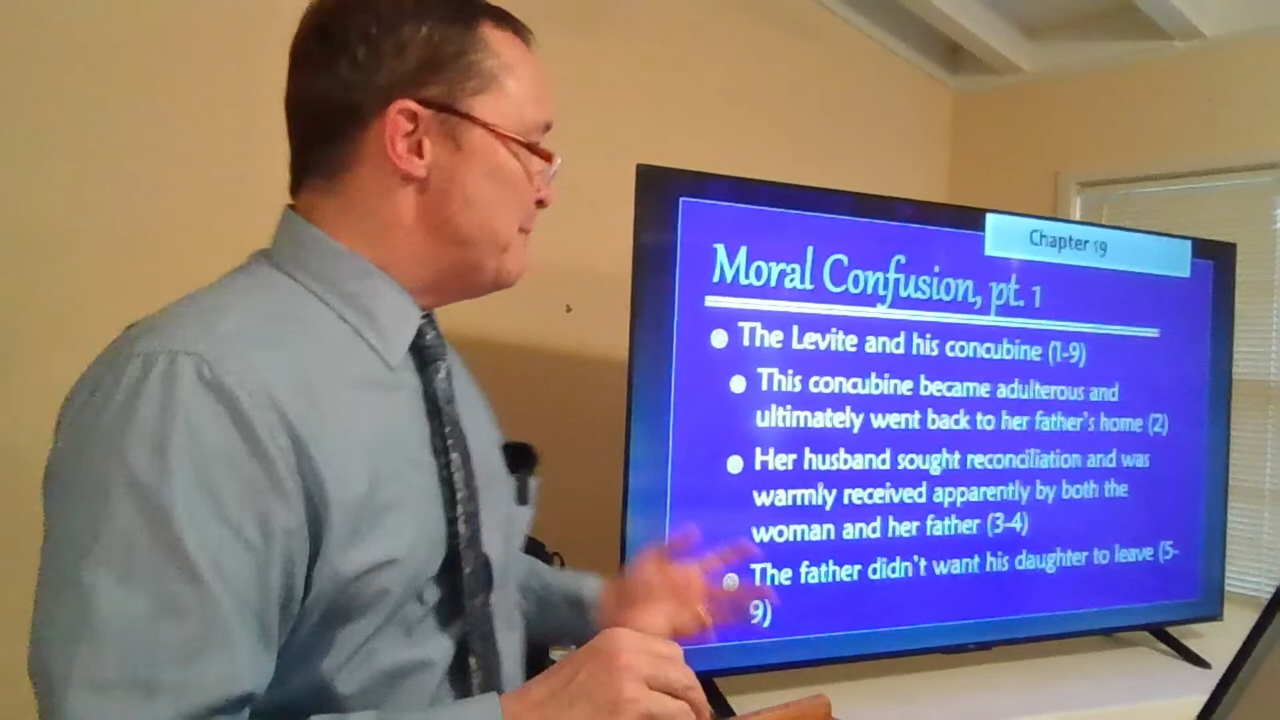 Chapter 19
Moral Confusion, pt. 1
The Levite and his concubine (1-9)
This concubine became adulterous and
ultimately went back to her father's home (2)
Her husband sought reconciliation and was
warmly received apparently by both the
woman and her father (3-4)
The father didn't want his daughter to leave (5-
9)